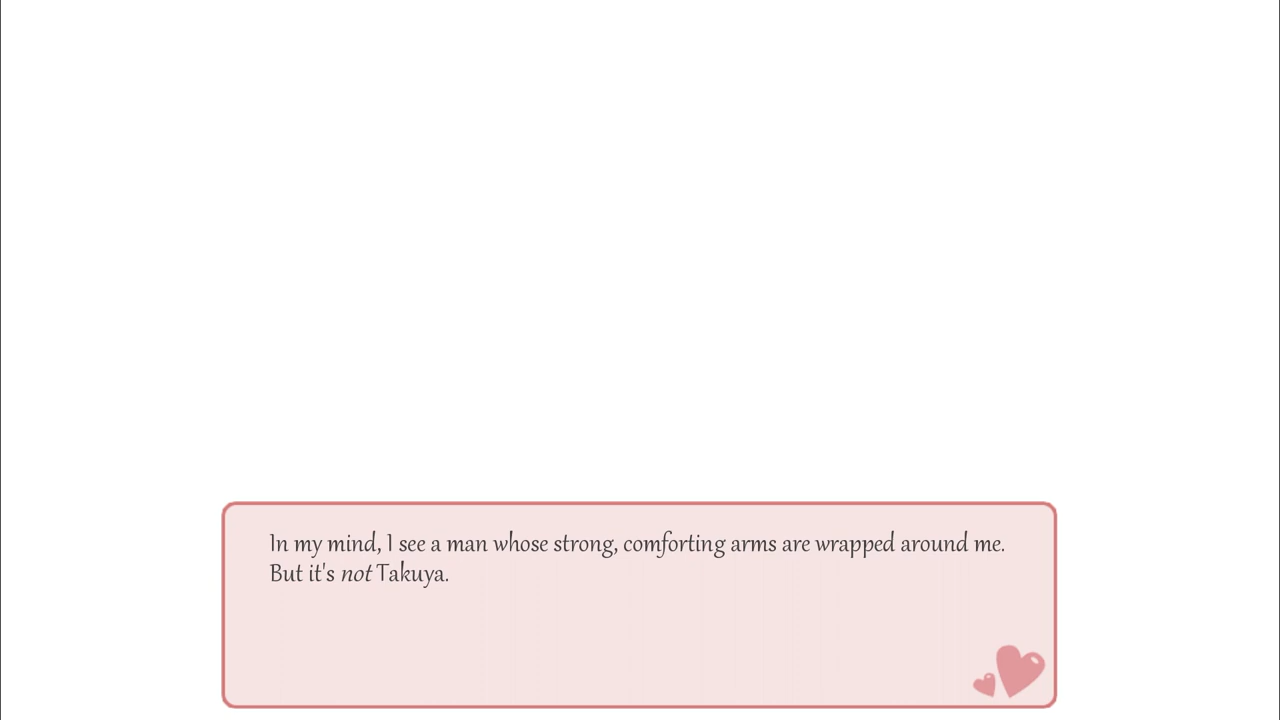 In my mind, I see a man whose strong, comforting arms are wrapped around me.
But it's not Takuya.